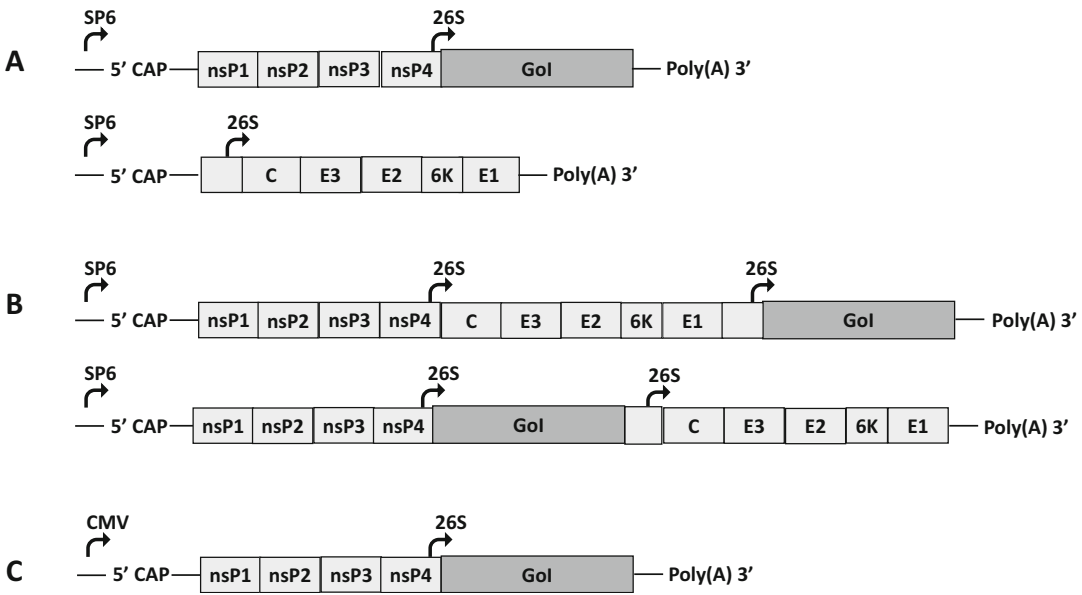 SP6 26S
A 5’ CAP nsP1 nsP2 nsP3 nsP4 GoI Poly(A) 3’
SP6 26S
5’ CAP C E3 E2 6K E1 Poly(A) 3’
SP6 26S 26S
B 5’ CAP nsP1 nsP2 nsP3 nsP4 C E3 E2 6K E1 GoI Poly(A) 3’
SP6 26S 26S
5’ CAP nsP1 nsP2 nsP3 nsP4 GoI C E3 E2 6K E1 Poly(A) 3’
CMV 26S
C 5’ CAP nsP1 nsP2 nsP3 nsP4 GoI Poly(A) 3’